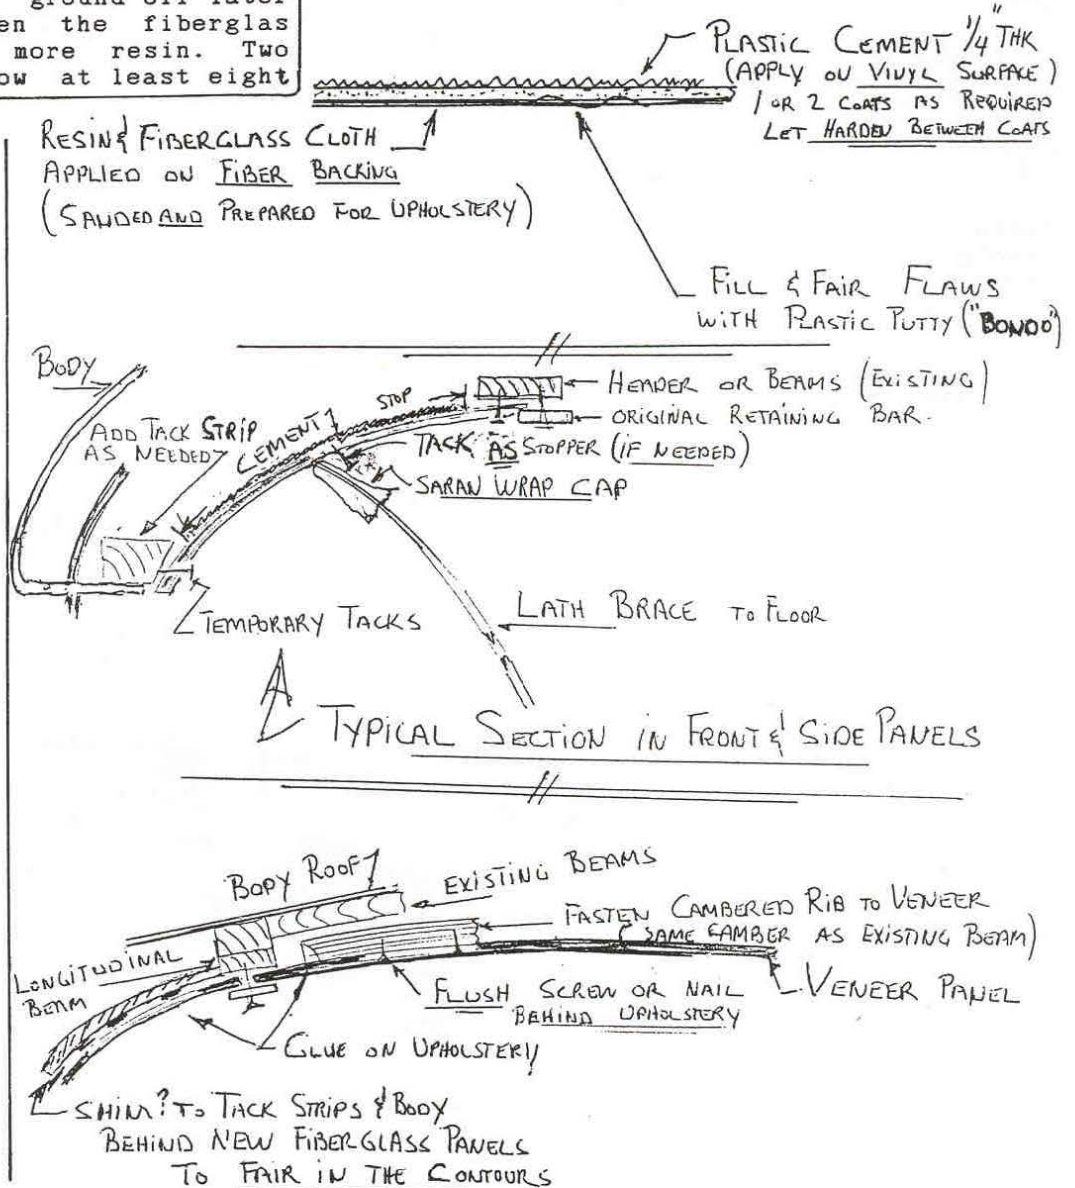 ground off later
en the fiberglas
more resin. Two
ow at least eight
PLASTIC CEMENT 1/4" THK
(APPLY ON VINYL SURFACE)
1 OR 2 COATS AS REQUIRED
LET HARDEN BETWEEN COATS
RESIN & FIBERGLASS CLOTH
APPLIED ON FIBER BACKING
(SANDED AND PREPARED FOR UPHOLSTERY)
FILL & FAIR FLAWS
WITH PLASTIC PUTTY ("BONDO")
BODY
STOP
HEADER OR BEAMS (EXISTING)
ORIGINAL RETAINING BAR.
ADD TACK STRIP
AS NEEDED
CEMENT
TACK AS STOPPER (IF NEEDED)
SARAN WRAP CAP
LATH BRACE TO FLOOR
TEMPORARY TACKS
TYPICAL SECTION IN FRONT & SIDE PANELS
BODY ROOF
EXISTING BEAMS
FASTEN CAMBERED RIB TO VENEER
SAME CAMBER AS EXISTING BEAM)
LONGITUDINAL
BEAM
FLUSH SCREW OR NAIL
BEHIND UPHOLSTERY
VENEER PANEL
GLUE ON UPHOLSTERY
SHIM? TO TACK STRIPS & BODY
BEHIND NEW FIBERGLASS PANELS
TO FAIR IN THE CONTOURS